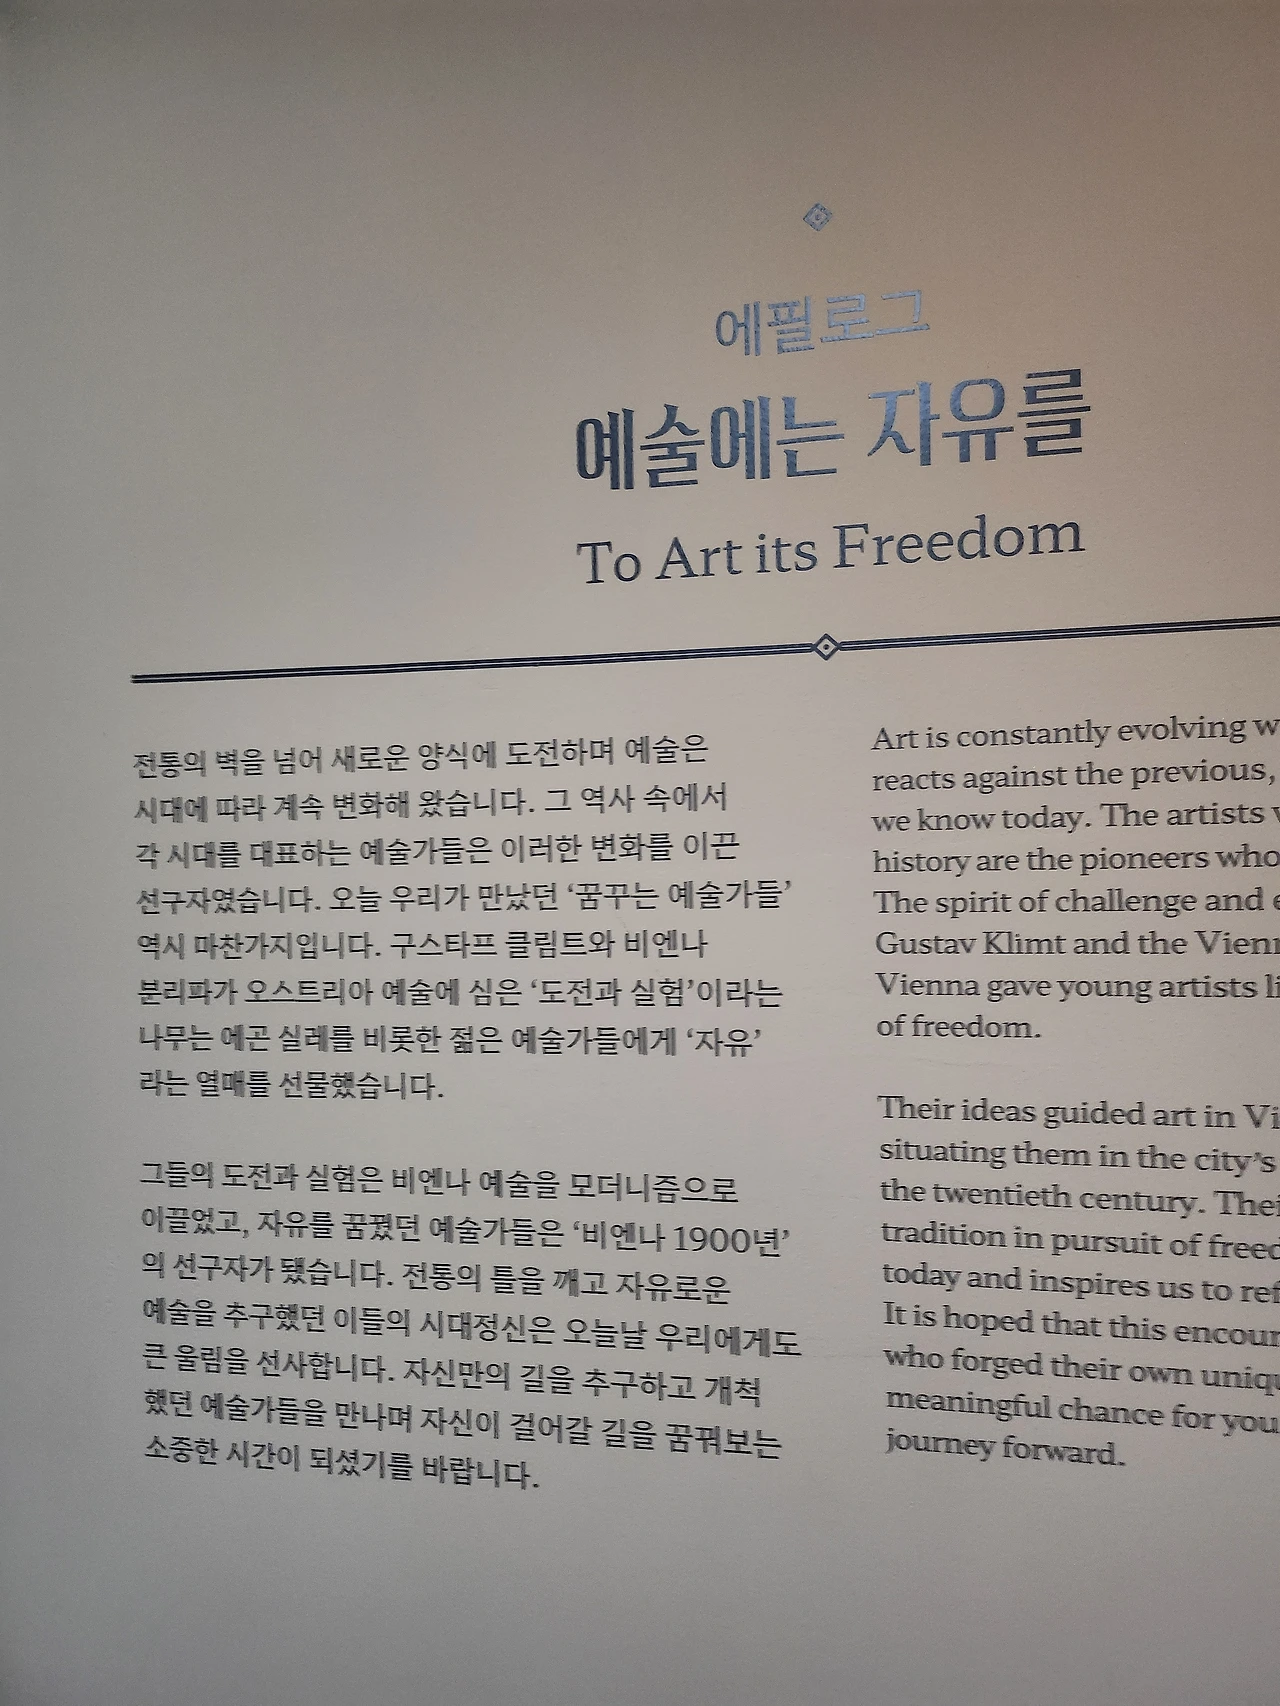 에필로그
예술에는 자유를
To Art its Freedom
전통의 벽을 넘어 새로운 양식에 도전하며 예술은
시대에 따라 계속 변화해 왔습니다. 그 역사 속에서
각 시대를 대표하는 예술가들은 이러한 변화를 이끈
선구자였습니다. 오늘 우리가 만났던 ‘꿈꾸는 예술가들’
역시 마찬가지입니다. 구스타프 클림트와 비엔나
분리파가 오스트리아 예술에 심은 ‘도전과 실험’이라는
나무는 에곤 실레를 비롯한 젊은 예술가들에게 ‘자유’
라는 열매를 선물했습니다.
그들의 도전과 실험은 비엔나 예술을 모더니즘으로
이끌었고, 자유를 꿈꿨던 예술가들은 ‘비엔나 1900년’
의 선구자가 됐습니다. 전통의 틀을 깨고 자유로운
예술을 추구했던 이들의 시대정신은 오늘날 우리에게도
큰 울림을 선사합니다. 자신만의 길을 추구하고 개척
했던 예술가들을 만나며 자신이 걸어갈 길을 꿈꿔보는
소중한 시간이 되셨기를 바랍니다.
Art is constantly evolving
reacts against the previous,
we know today. The artists
history are the pioneers who
The spirit of challenge and
Gustav Klimt and the
Vienna gave young artists
of freedom.
Their ideas guided art in
situating them in the city’s
the twentieth century.
tradition in pursuit of
today and inspires us to
It is hoped that this
who forged their own
meaningful chance for you
journey forward.